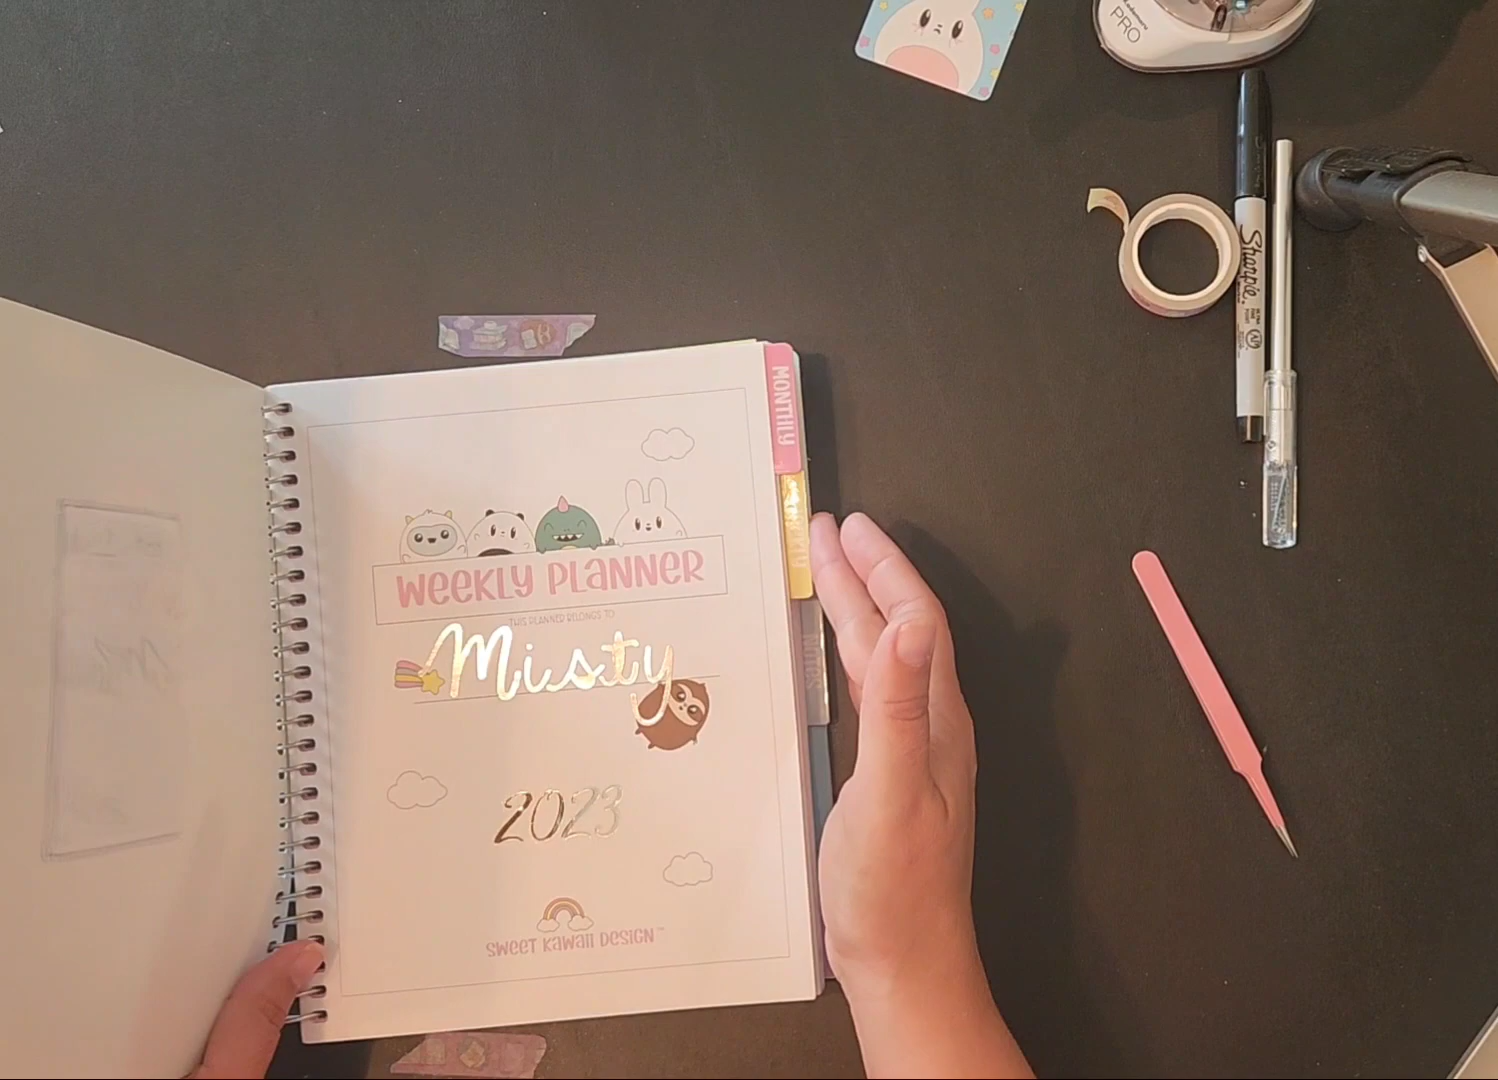 PRO
Sharpie.
MONTHLY
WEEKLY PLANNER
THIS PLANNER BELONGS TO
Misty
2023
SWEET KAWAII DESIGN™